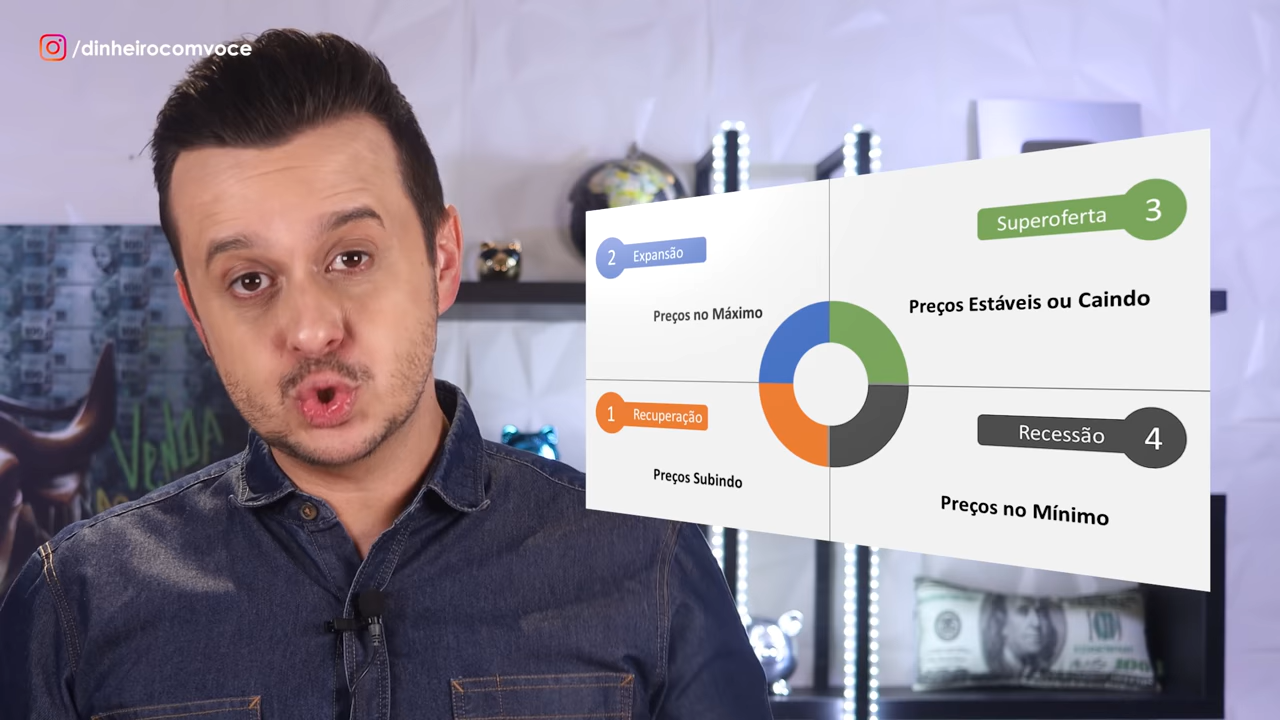 /dinheirocomvoce
2 Expansão
Preços no Máximo
Superoferta 3
Preços Estáveis ou Caindo
1 Recuperação
Preços Subindo
Recessão 4
Preços no Mínimo
VENDA